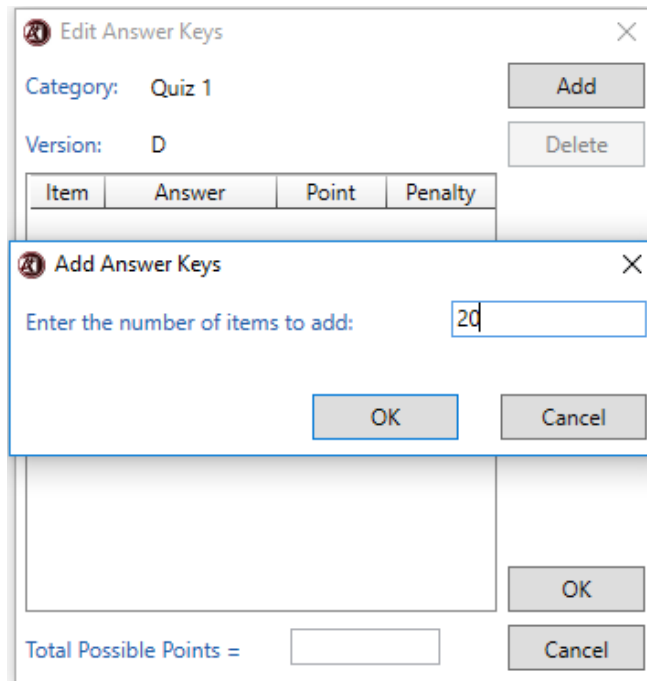 Edit Answer Keys
Category: Quiz 1
Add
Version: D
Delete
Item Answer Point Penalty
Add Answer Keys
Enter the number of items to add: 20
OK Cancel
OK
Total Possible Points =
Cancel